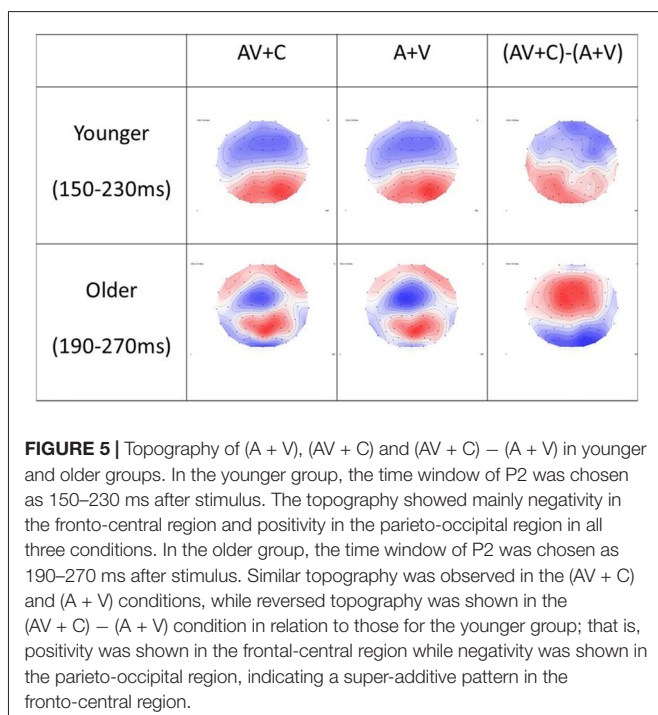 AV+C A+V (AV+C)-(A+V)
Younger
(150-230ms)
Older
(190-270ms)
FIGURE 5 | Topography of (A + V), (AV + C) and (AV + C) − (A + V) in younger
and older groups. In the younger group, the time window of P2 was chosen
as 150–230 ms after stimulus. The topography showed mainly negativity in
the fronto-central region and positivity in the parieto-occipital region in all
three conditions. In the older group, the time window of P2 was chosen as
190–270 ms after stimulus. Similar topography was observed in the (AV + C)
and (A + V) conditions, while reversed topography was shown in the
(AV + C) − (A + V) condition in relation to those for the younger group; that is,
positivity was shown in the frontal-central region while negativity was shown in
the parieto-occipital region, indicating a super-additive pattern in the
fronto-central region.